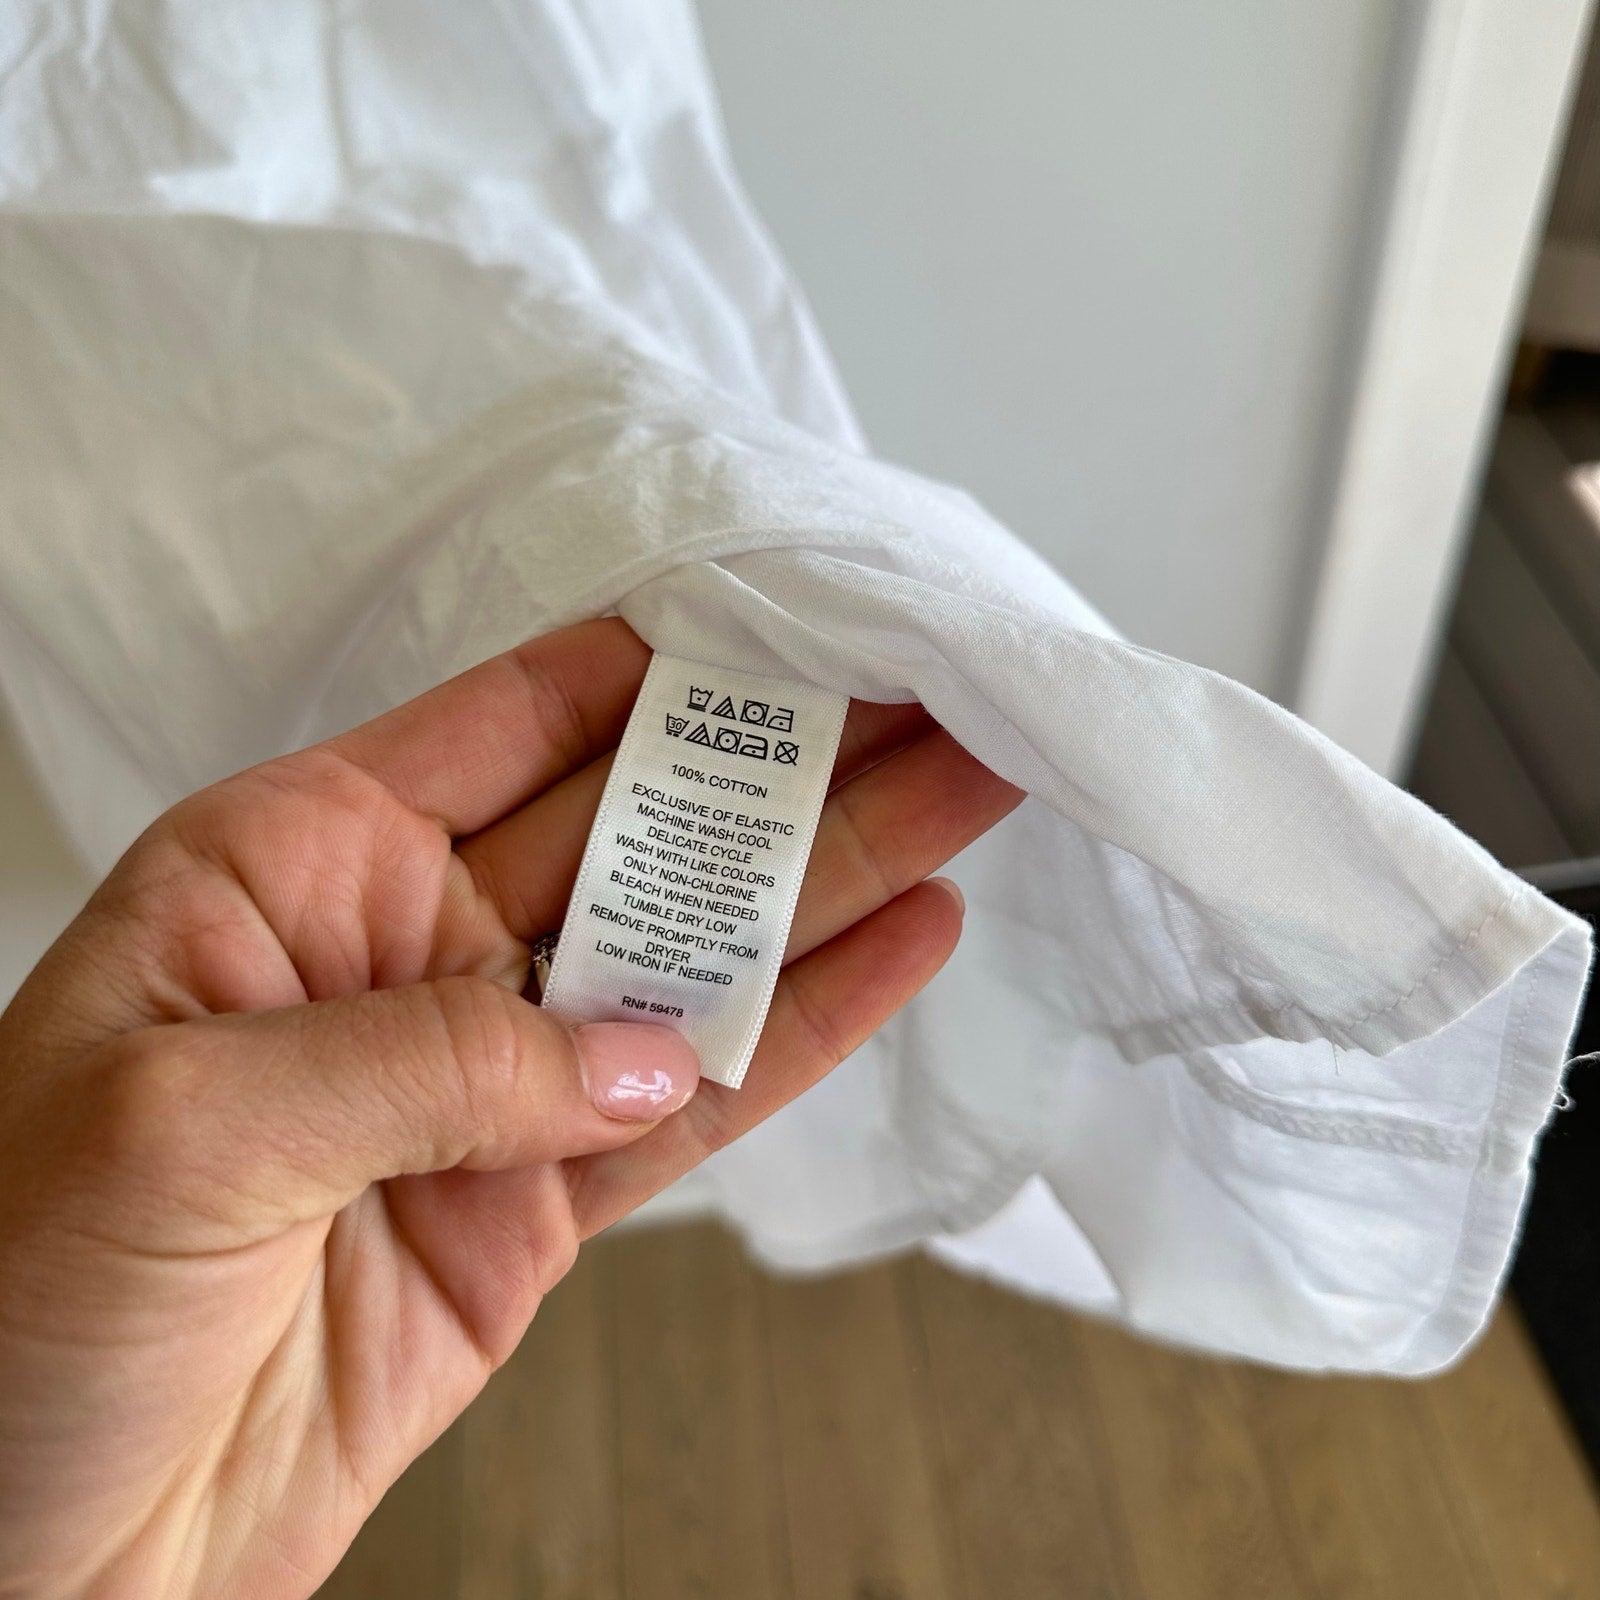 30
100% COTTON
EXCLUSIVE OF ELASTIC
MACHINE WASH COOL
DELICATE CYCLE
WASH WITH LIKE COLORS
ONLY NON-CHLORINE
BLEACH WHEN NEEDED
TUMBLE DRY LOW
REMOVE PROMPTLY FROM
DRYER
LOW IRON IF NEEDED
RN# 59478